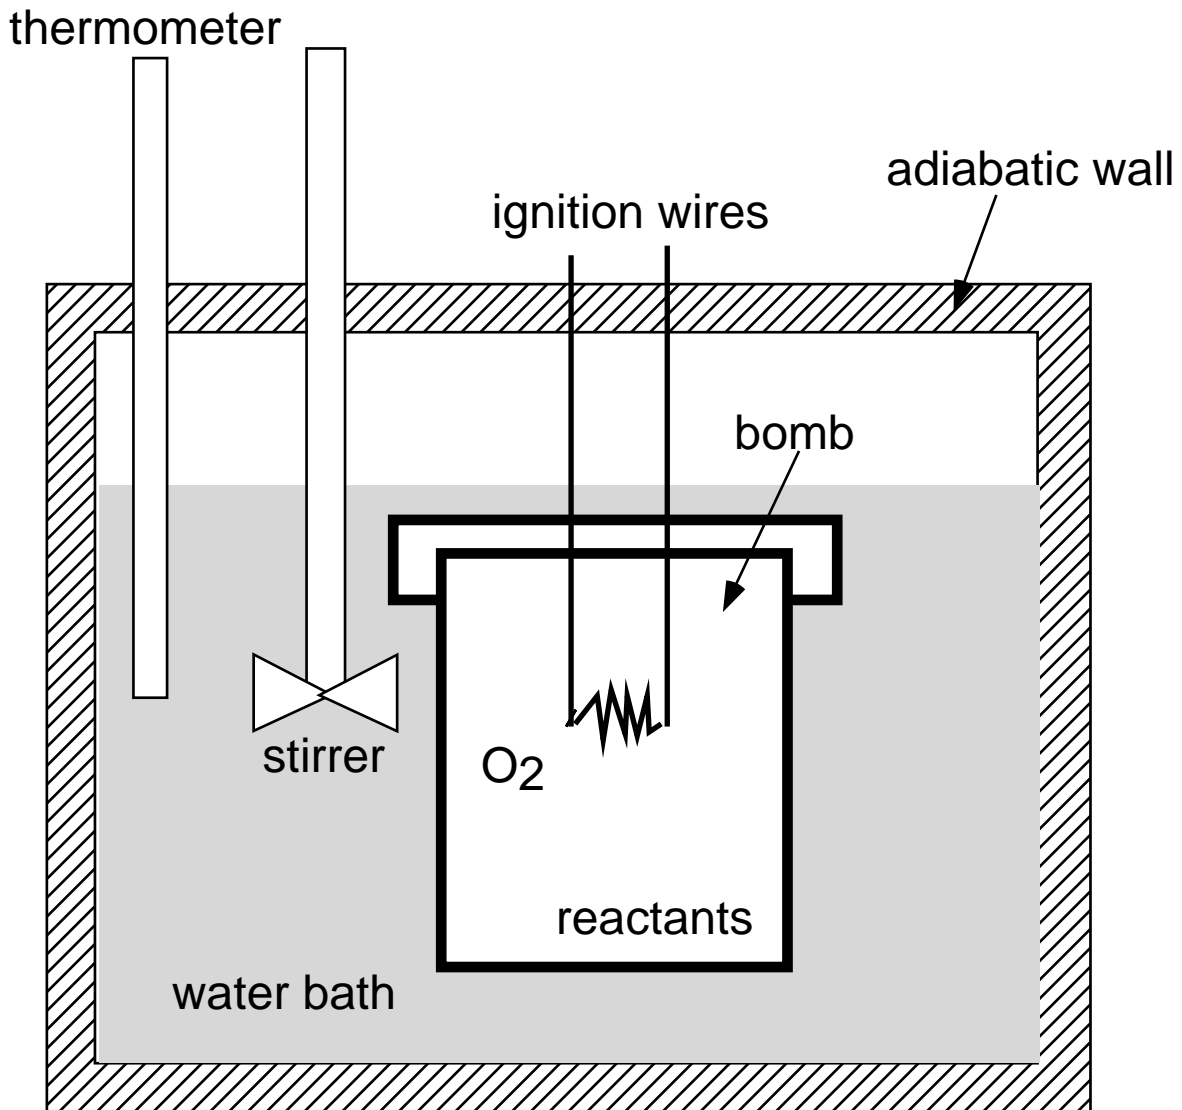 thermometer
adiabatic wall
ignition wires
bomb
stirrer
O2
reactants
water bath